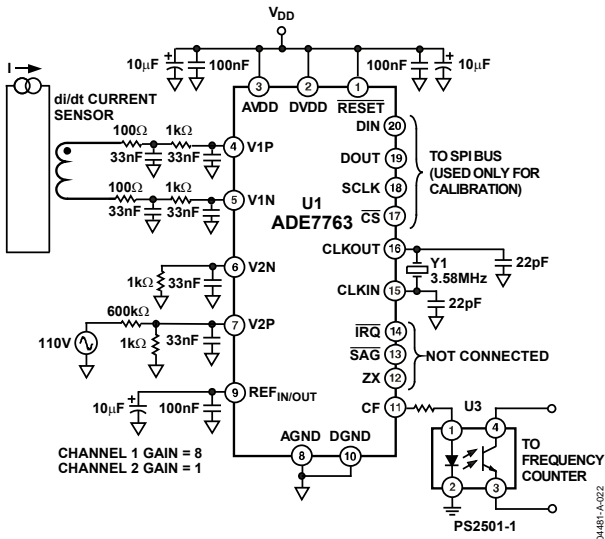 VDD
10µF
100nF
100nF
10µF
+
+
3
2
1
AVDD
DVDD
RESET
I
di/dt CURRENT
SENSOR
100Ω
1kΩ
33nF
33nF
4
V1P
100Ω
1kΩ
33nF
33nF
5
V1N
U1
ADE7763
DIN
20
DOUT
19
SCLK
18
CS
17
TO SPI BUS
(USED ONLY FOR
CALIBRATION)
CLKOUT
16
Y1
3.58MHz
22pF
CLKIN
15
22pF
6
V2N
1kΩ
33nF
600kΩ
7
V2P
110V
1kΩ
33nF
IRQ
14
SAG
13
ZX
12
NOT CONNECTED
9
REFIN/OUT
10µF
+
100nF
CF
11
U3
1
4
2
3
TO
FREQUENCY
COUNTER
PS2501-1
AGND
DGND
8
10
CHANNEL 1 GAIN = 8
CHANNEL 2 GAIN = 1
04481-A-022